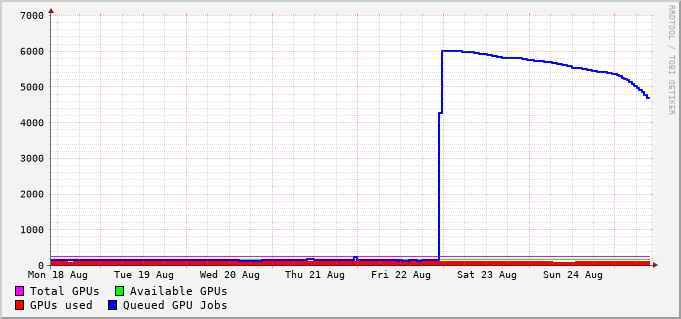 7000
6000
5000
4000
3000
2000
1000
0
Mon 18 Aug Tue 19 Aug Wed 20 Aug Thu 21 Aug Fri 22 Aug Sat 23 Aug Sun 24 Aug
Total GPUs Available GPUs
GPUs used Queued GPU Jobs
RRDTOOL / TOBI OETIKER